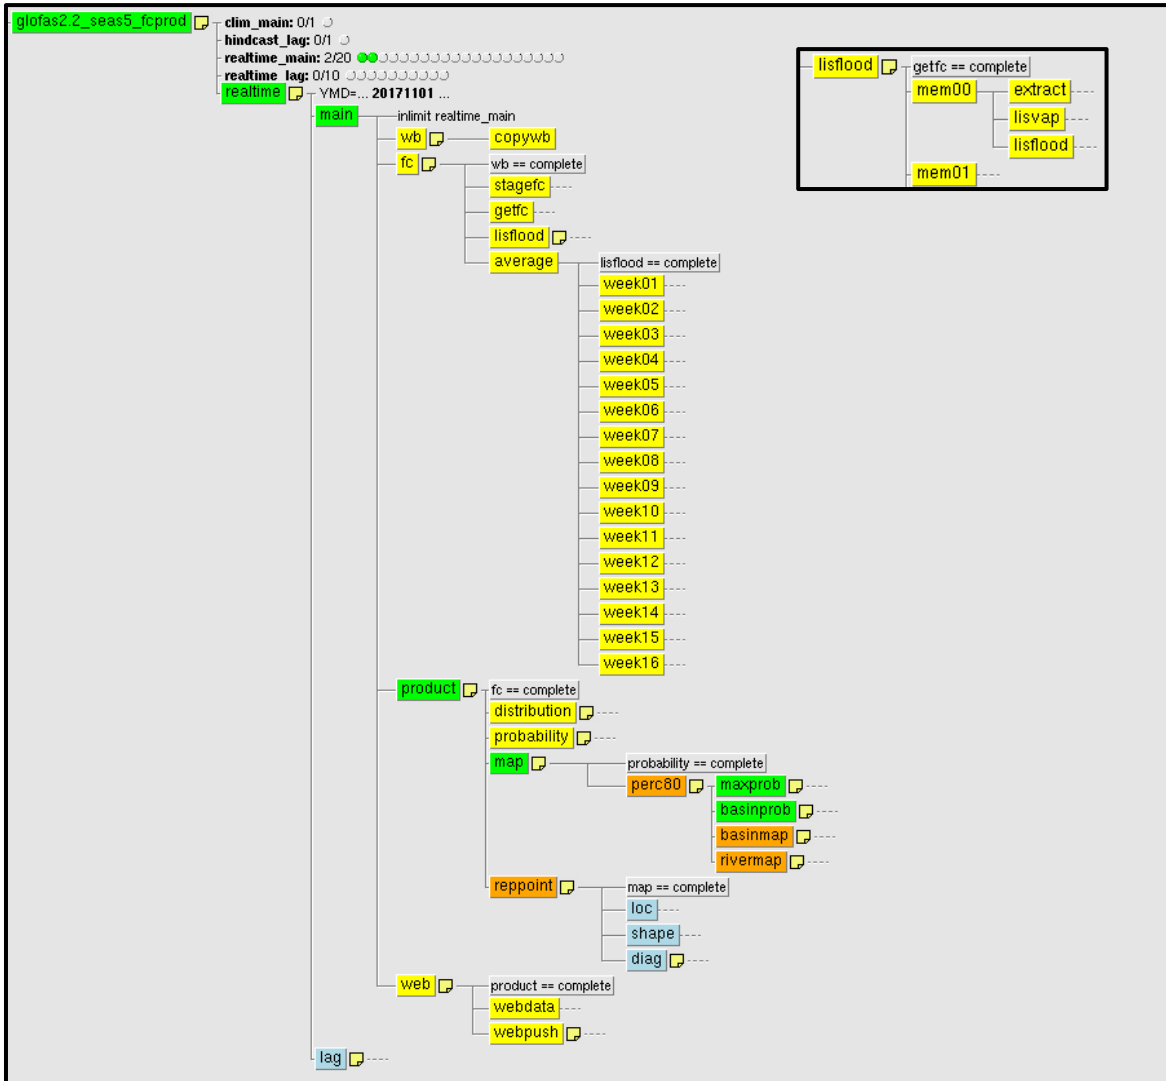 glofas2.2_seas5_fcprod
clim_main: 0/1
hindcast_lag: 0/1
realtime_main: 2/20
realtime_lag: 0/10
realtime YMD=... 20171101 ...
main inlimit realtime_main
wb copywb
fc wb == complete
stagefc
getfc
lisflood
average lisflood == complete
week01
week02
week03
week04
week05
week06
week07
week08
week09
week10
week11
week12
week13
week14
week15
week16
product fc == complete
distribution
probability
map probability == complete
perc80 maxprob
basinprob
basinmap
rivermap
reppoint map == complete
loc
shape
diag
web product == complete
webdata
webpush
lag
lisflood getfc == complete
mem00 extract
lisvap
lisflood
mem01